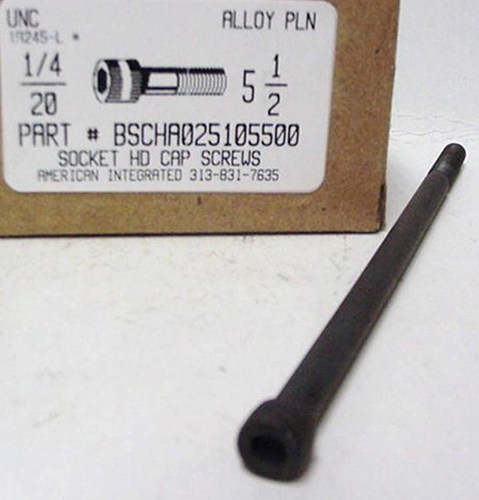 UNC ALLOY PLN
1A245-L *
1/4
20
5 1/2
PART # BSCHA025105500
SOCKET HD CAP SCREWS
AMERICAN INTEGRATED 313-831-7635